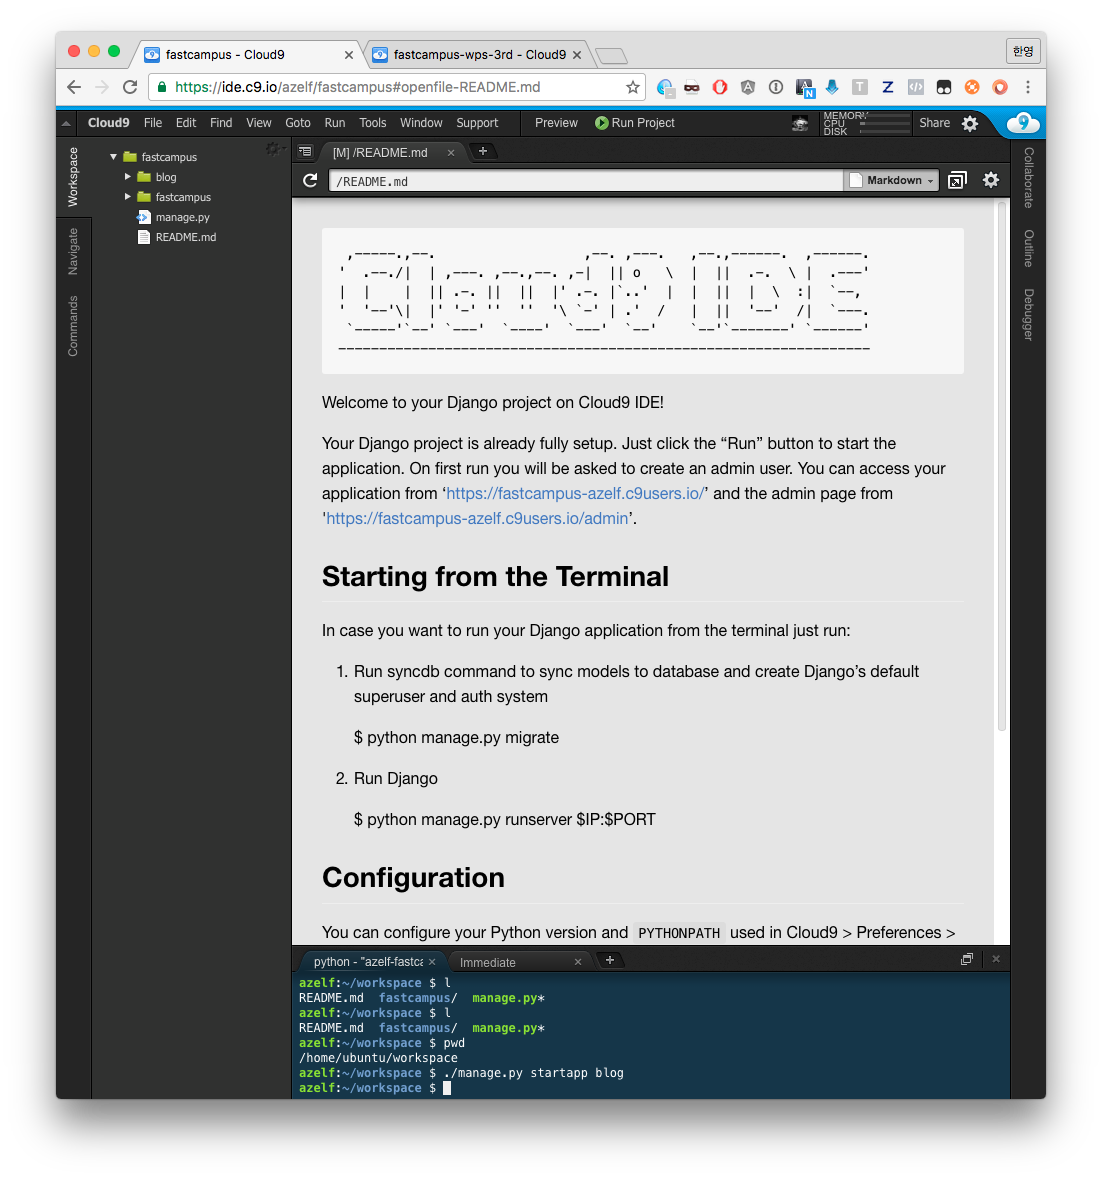 fastcampus - Cloud9
fastcampus-wps-3rd - Cloud9
한영
https://ide.c9.io/azelf/fastcampus#openfile-README.md
Cloud9 File Edit Find View Goto Run Tools Window Support Preview Run Project MEMORY CPU DISK Share
Workspace
Navigate
Commands
fastcampus
blog
fastcampus
manage.py
README.md
[M] /README.md
/README.md
Markdown
Collaborate
Outline
Debugger
Cloud9 IDE
Welcome to your Django project on Cloud9 IDE!
Your Django project is already fully setup. Just click the “Run” button to start the
application. On first run you will be asked to create an admin user. You can access your
application from ‘https://fastcampus-azelf.c9users.io/’ and the admin page from
'https://fastcampus-azelf.c9users.io/admin’.
Starting from the Terminal
In case you want to run your Django application from the terminal just run:
1. Run syncdb command to sync models to database and create Django’s default
superuser and auth system
$ python manage.py migrate
2. Run Django
$ python manage.py runserver $IP:$PORT
Configuration
You can configure your Python version and PYTHONPATH used in Cloud9 > Preferences >
python - "azelf-fastca
Immediate
azelf:~/workspace $ l
README.md fastcampus/ manage.py*
azelf:~/workspace $ l
README.md fastcampus/ manage.py*
azelf:~/workspace $ pwd
/home/ubuntu/workspace
azelf:~/workspace $ ./manage.py startapp blog
azelf:~/workspace $